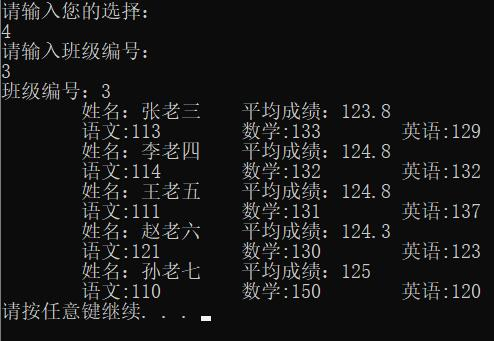 请输入您的选择：
4
请输入班级编号：
3
班级编号：3
姓名：张老三 平均成绩：123.8
语文:113 数学:133 英语:129
姓名：李老四 平均成绩：124.8
语文:114 数学:132 英语:132
姓名：王老五 平均成绩：124.8
语文:111 数学:131 英语:137
姓名：赵老六 平均成绩：124.3
语文:121 数学:130 英语:123
姓名：孙老七 平均成绩：125
语文:110 数学:150 英语:120
请按任意键继续. . .